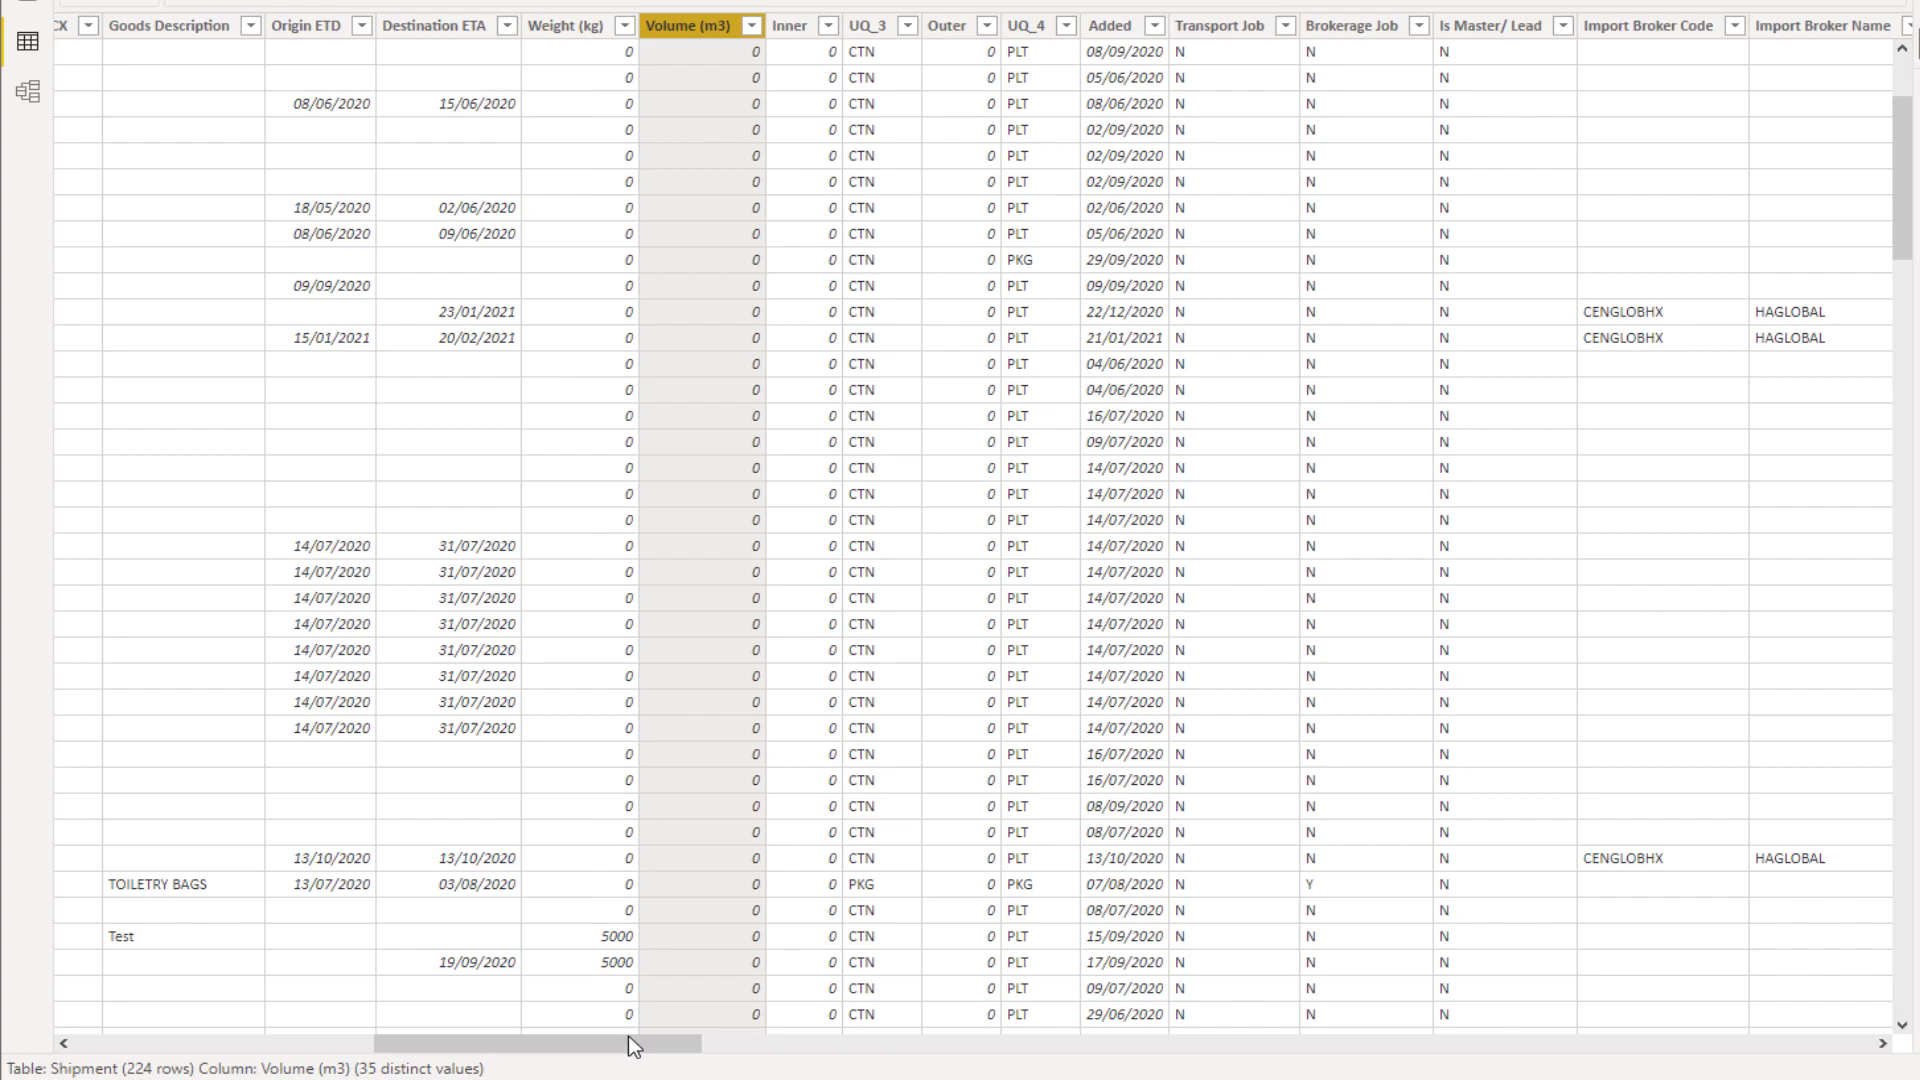 CX Goods Description Origin ETD Destination ETA Weight (kg) Volume (m3) Inner UQ_3 Outer UQ_4 Added Transport Job Brokerage Job Is Master/ Lead Import Broker Code Import Broker Name
0 0 0 CTN 0 PLT 08/09/2020 N N N
0 0 0 CTN 0 PLT 05/06/2020 N N N
08/06/2020 15/06/2020 0 0 0 CTN 0 PLT 08/06/2020 N N N
0 0 0 CTN 0 PLT 02/09/2020 N N N
0 0 0 CTN 0 PLT 02/09/2020 N N N
0 0 0 CTN 0 PLT 02/09/2020 N N N
18/05/2020 02/06/2020 0 0 0 CTN 0 PLT 02/06/2020 N N N
08/06/2020 09/06/2020 0 0 0 CTN 0 PLT 05/06/2020 N N N
0 0 0 CTN 0 PKG 29/09/2020 N N N
09/09/2020 0 0 0 CTN 0 PLT 09/09/2020 N N N
23/01/2021 0 0 0 CTN 0 PLT 22/12/2020 N N N CENGLOBHX HAGLOBAL
15/01/2021 20/02/2021 0 0 0 CTN 0 PLT 21/01/2021 N N N CENGLOBHX HAGLOBAL
0 0 0 CTN 0 PLT 04/06/2020 N N N
0 0 0 CTN 0 PLT 04/06/2020 N N N
0 0 0 CTN 0 PLT 16/07/2020 N N N
0 0 0 CTN 0 PLT 09/07/2020 N N N
0 0 0 CTN 0 PLT 14/07/2020 N N N
0 0 0 CTN 0 PLT 14/07/2020 N N N
0 0 0 CTN 0 PLT 14/07/2020 N N N
14/07/2020 31/07/2020 0 0 0 CTN 0 PLT 14/07/2020 N N N
14/07/2020 31/07/2020 0 0 0 CTN 0 PLT 14/07/2020 N N N
14/07/2020 31/07/2020 0 0 0 CTN 0 PLT 14/07/2020 N N N
14/07/2020 31/07/2020 0 0 0 CTN 0 PLT 14/07/2020 N N N
14/07/2020 31/07/2020 0 0 0 CTN 0 PLT 14/07/2020 N N N
14/07/2020 31/07/2020 0 0 0 CTN 0 PLT 14/07/2020 N N N
14/07/2020 31/07/2020 0 0 0 CTN 0 PLT 14/07/2020 N N N
14/07/2020 31/07/2020 0 0 0 CTN 0 PLT 14/07/2020 N N N
0 0 0 CTN 0 PLT 16/07/2020 N N N
0 0 0 CTN 0 PLT 16/07/2020 N N N
0 0 0 CTN 0 PLT 08/09/2020 N N N
0 0 0 CTN 0 PLT 08/07/2020 N N N
13/10/2020 13/10/2020 0 0 0 CTN 0 PLT 13/10/2020 N N N CENGLOBHX HAGLOBAL
TOILETRY BAGS 13/07/2020 03/08/2020 0 0 0 PKG 0 PKG 07/08/2020 N Y N
0 0 0 CTN 0 PLT 08/07/2020 N N N
Test 5000 0 0 CTN 0 PLT 15/09/2020 N N N
19/09/2020 5000 0 0 CTN 0 PLT 17/09/2020 N N N
0 0 0 CTN 0 PLT 09/07/2020 N N N
0 0 0 CTN 0 PLT 29/06/2020 N N N
Table: Shipment (224 rows) Column: Volume (m3) (35 distinct values)